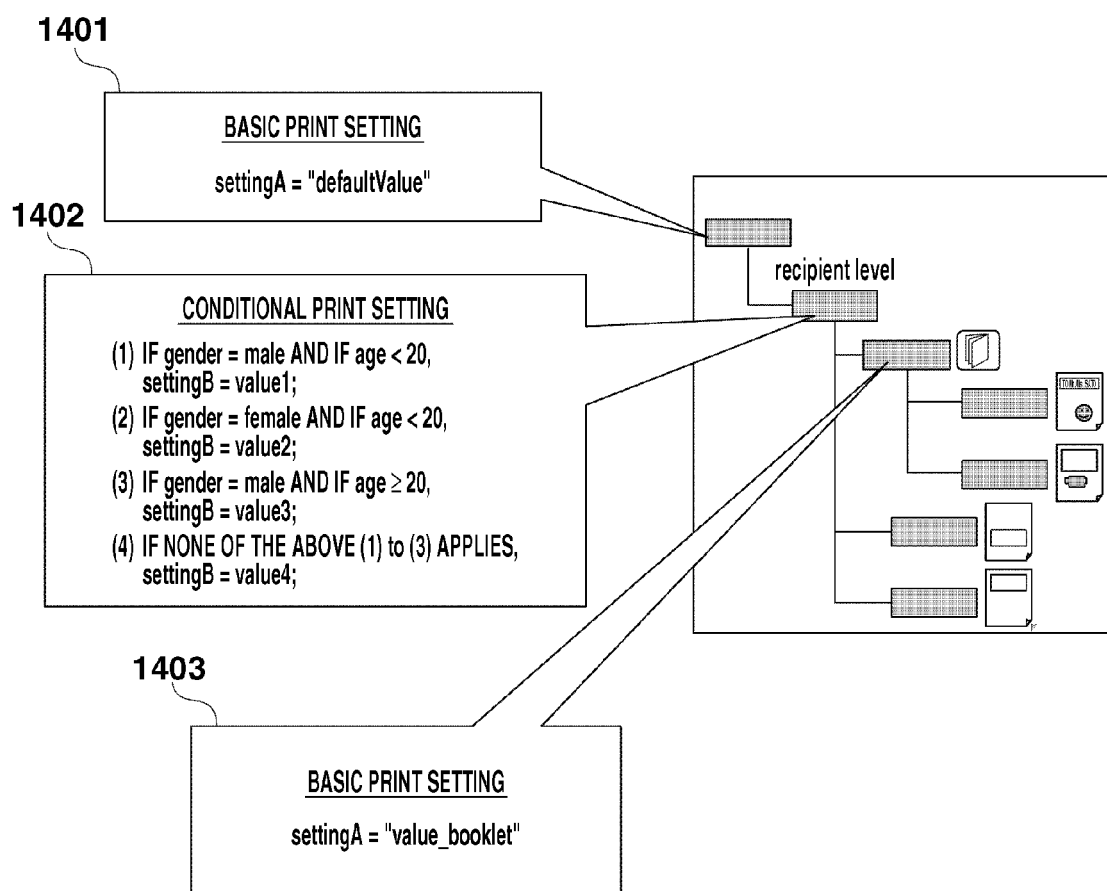 1401
BASIC PRINT SETTING
settingA = "defaultValue"
1402
recipient level
CONDITIONAL PRINT SETTING
(1) IF gender = male AND IF age < 20,
settingB = value1;
(2) IF gender = female AND IF age < 20,
settingB = value2;
(3) IF gender = male AND IF age ≥ 20,
settingB = value3;
(4) IF NONE OF THE ABOVE (1) to (3) APPLIES,
settingB = value4;
1403
BASIC PRINT SETTING
settingA = "value_booklet"